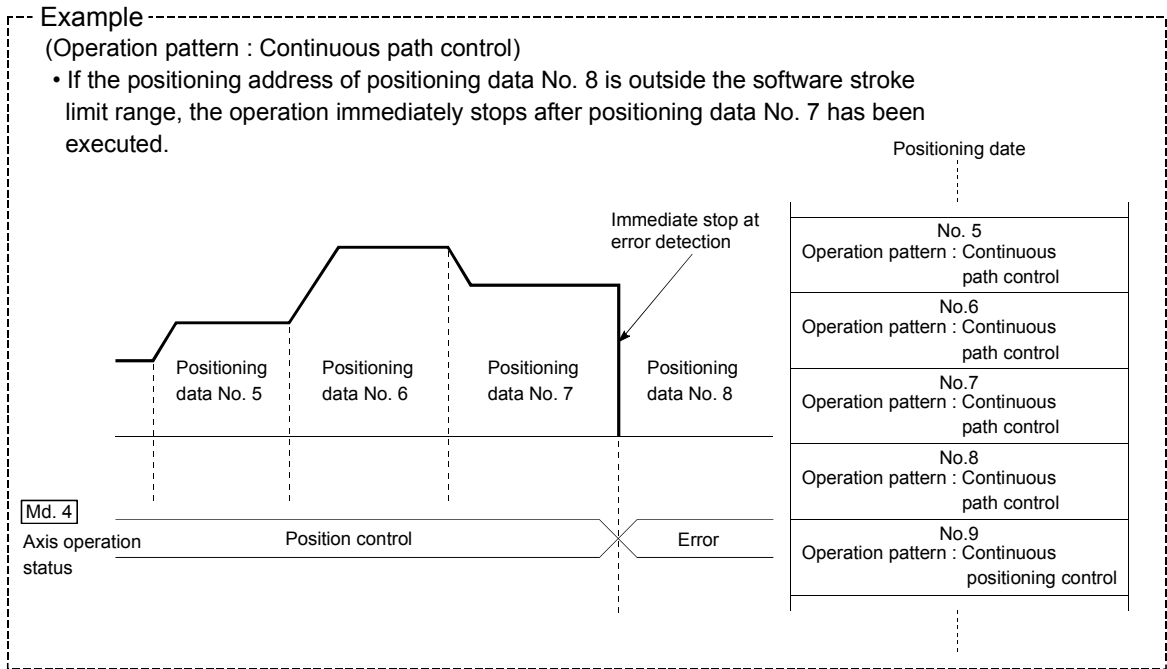 Example
(Operation pattern : Continuous path control)
• If the positioning address of positioning data No. 8 is outside the software stroke
limit range, the operation immediately stops after positioning data No. 7 has been
executed.
Positioning date
Immediate stop at
error detection
Positioning
data No. 5
Positioning
data No. 6
Positioning
data No. 7
Positioning
data No. 8
No. 5
Operation pattern : Continuous
path control
No.6
Operation pattern : Continuous
path control
No.7
Operation pattern : Continuous
path control
No.8
Operation pattern : Continuous
path control
No.9
Operation pattern : Continuous
positioning control
Md. 4
Axis operation
status
Position control
Error